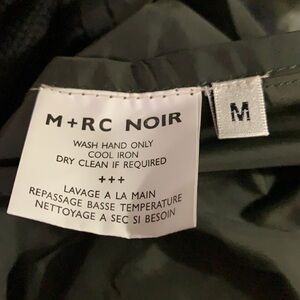 M+RC NOIR
M
WASH HAND ONLY
COOL IRON
DRY CLEAN IF REQUIRED
+++
LAVAGE A LA MAIN
REPASSAGE BASSE TEMPERATURE
NETTOYAGE A SEC SI BESOIN